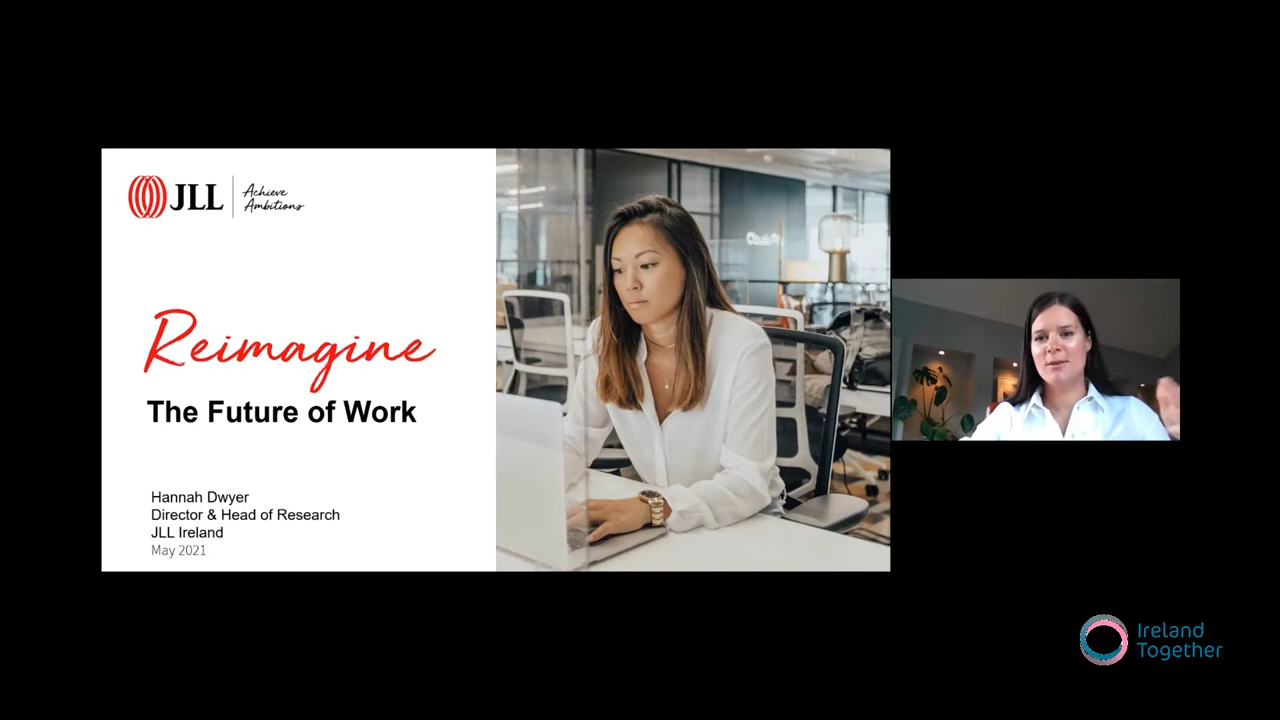 JLL
Achieve
Ambitions
Reimagine
The Future of Work
Hannah Dwyer
Director & Head of Research
JLL Ireland
May 2021
Ireland
Together